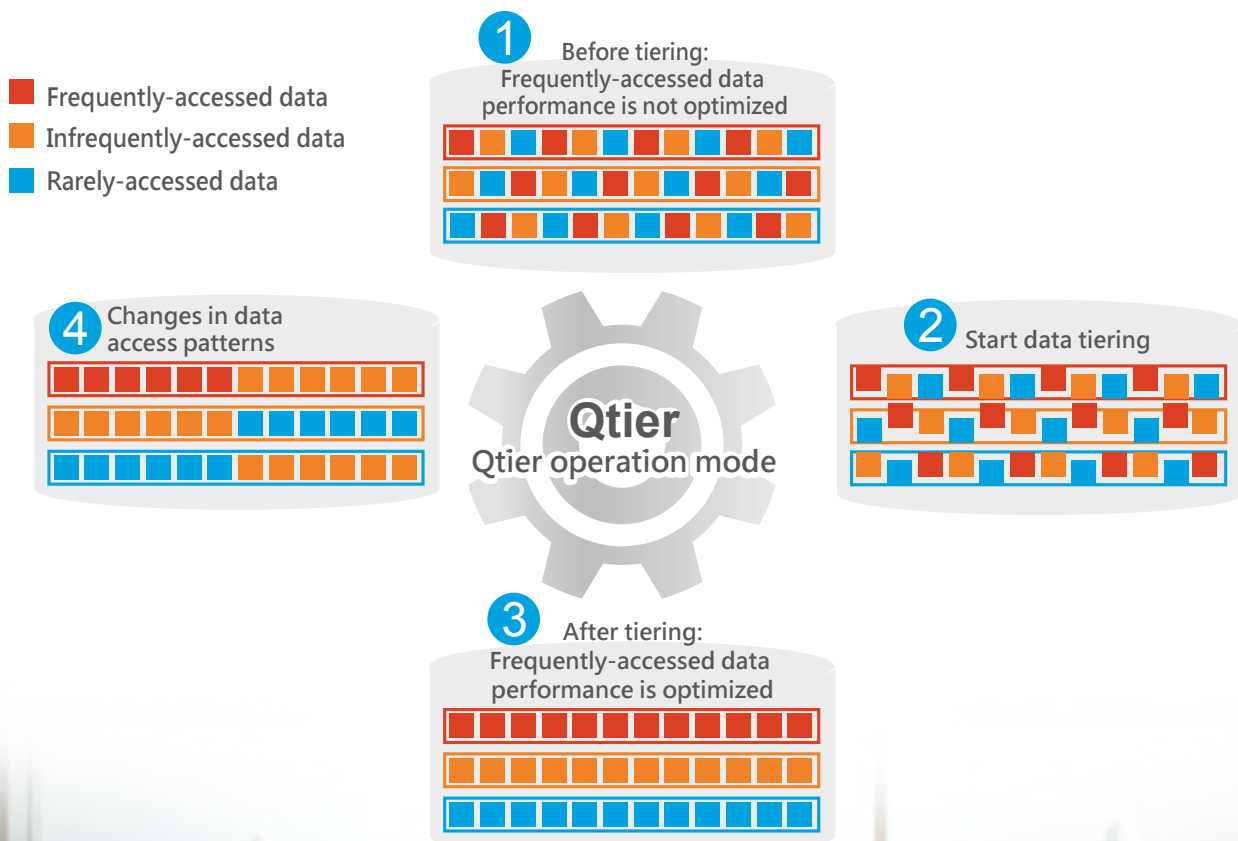 1
Before tiering:
Frequently-accessed data
performance is not optimized
Frequently-accessed data
Infrequently-accessed data
Rarely-accessed data
4
Changes in data
access patterns
2
Start data tiering
Qtier
Qtier operation mode
3
After tiering:
Frequently-accessed data
performance is optimized